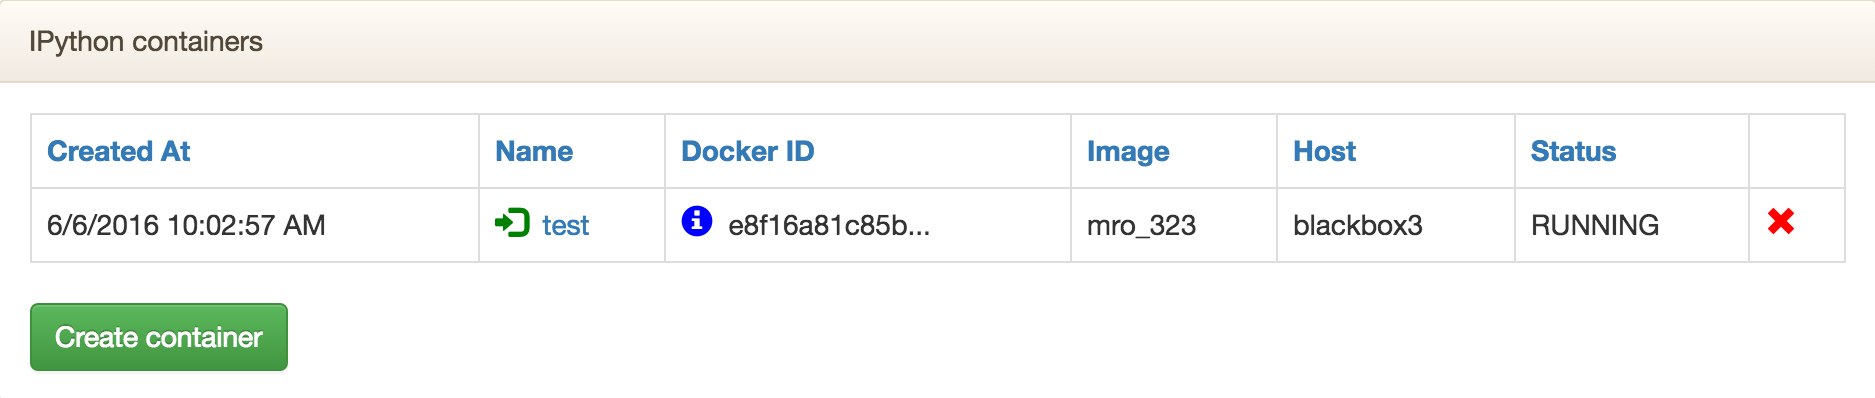 IPython containers
Created At Name Docker ID Image Host Status
6/6/2016 10:02:57 AM test e8f16a81c85b... mro_323 blackbox3 RUNNING
Create container